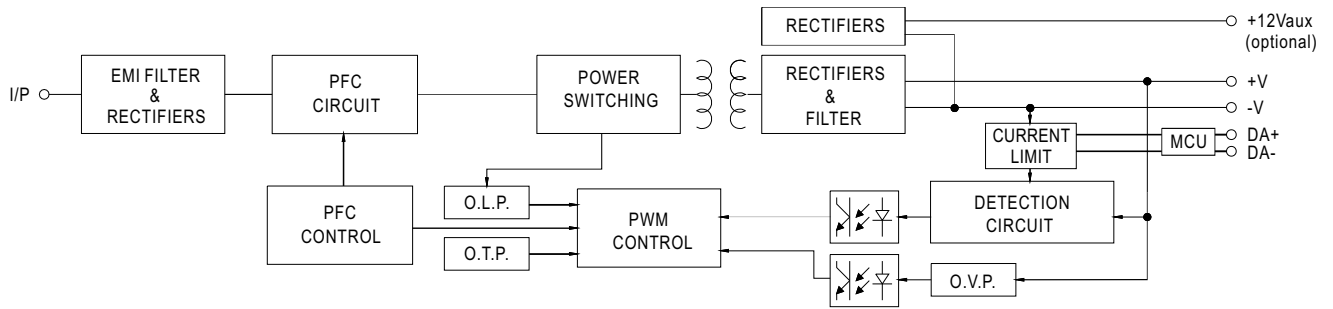 RECTIFIERS
+12Vaux
(optional)
I/P
EMI FILTER
&
RECTIFIERS
PFC
CIRCUIT
POWER
SWITCHING
RECTIFIERS
&
FILTER
+V
-V
CURRENT
LIMIT
MCU
DA+
DA-
PFC
CONTROL
O.L.P.
O.T.P.
PWM
CONTROL
DETECTION
CIRCUIT
O.V.P.